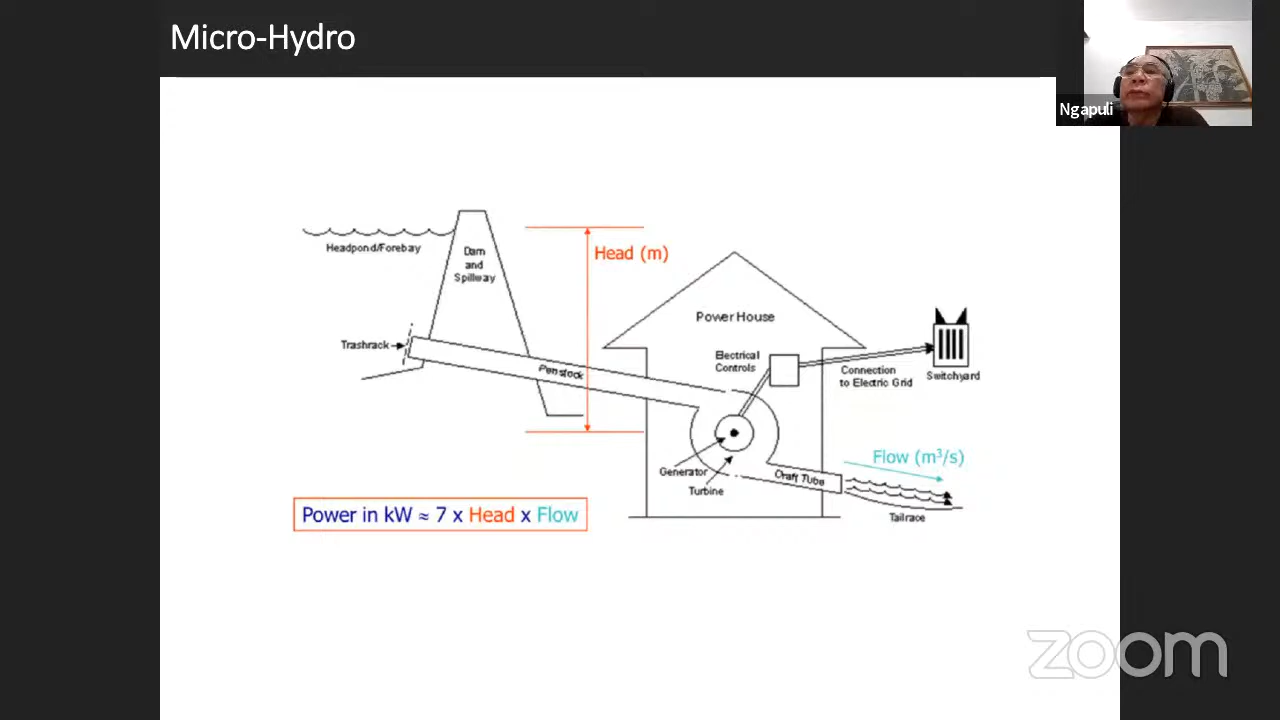 Micro-Hydro
Ngapuli
Headpond/Forebay
Dam
and
Spillway
Head (m)
Power House
Trashrack
Penstock
Electrical
Controls
Connection
to Electric Grid
Switchyard
Flow (m³/s)
Generator
Turbine
Draft Tube
Tailrace
Power in kW ≈ 7 x Head x Flow
zoom